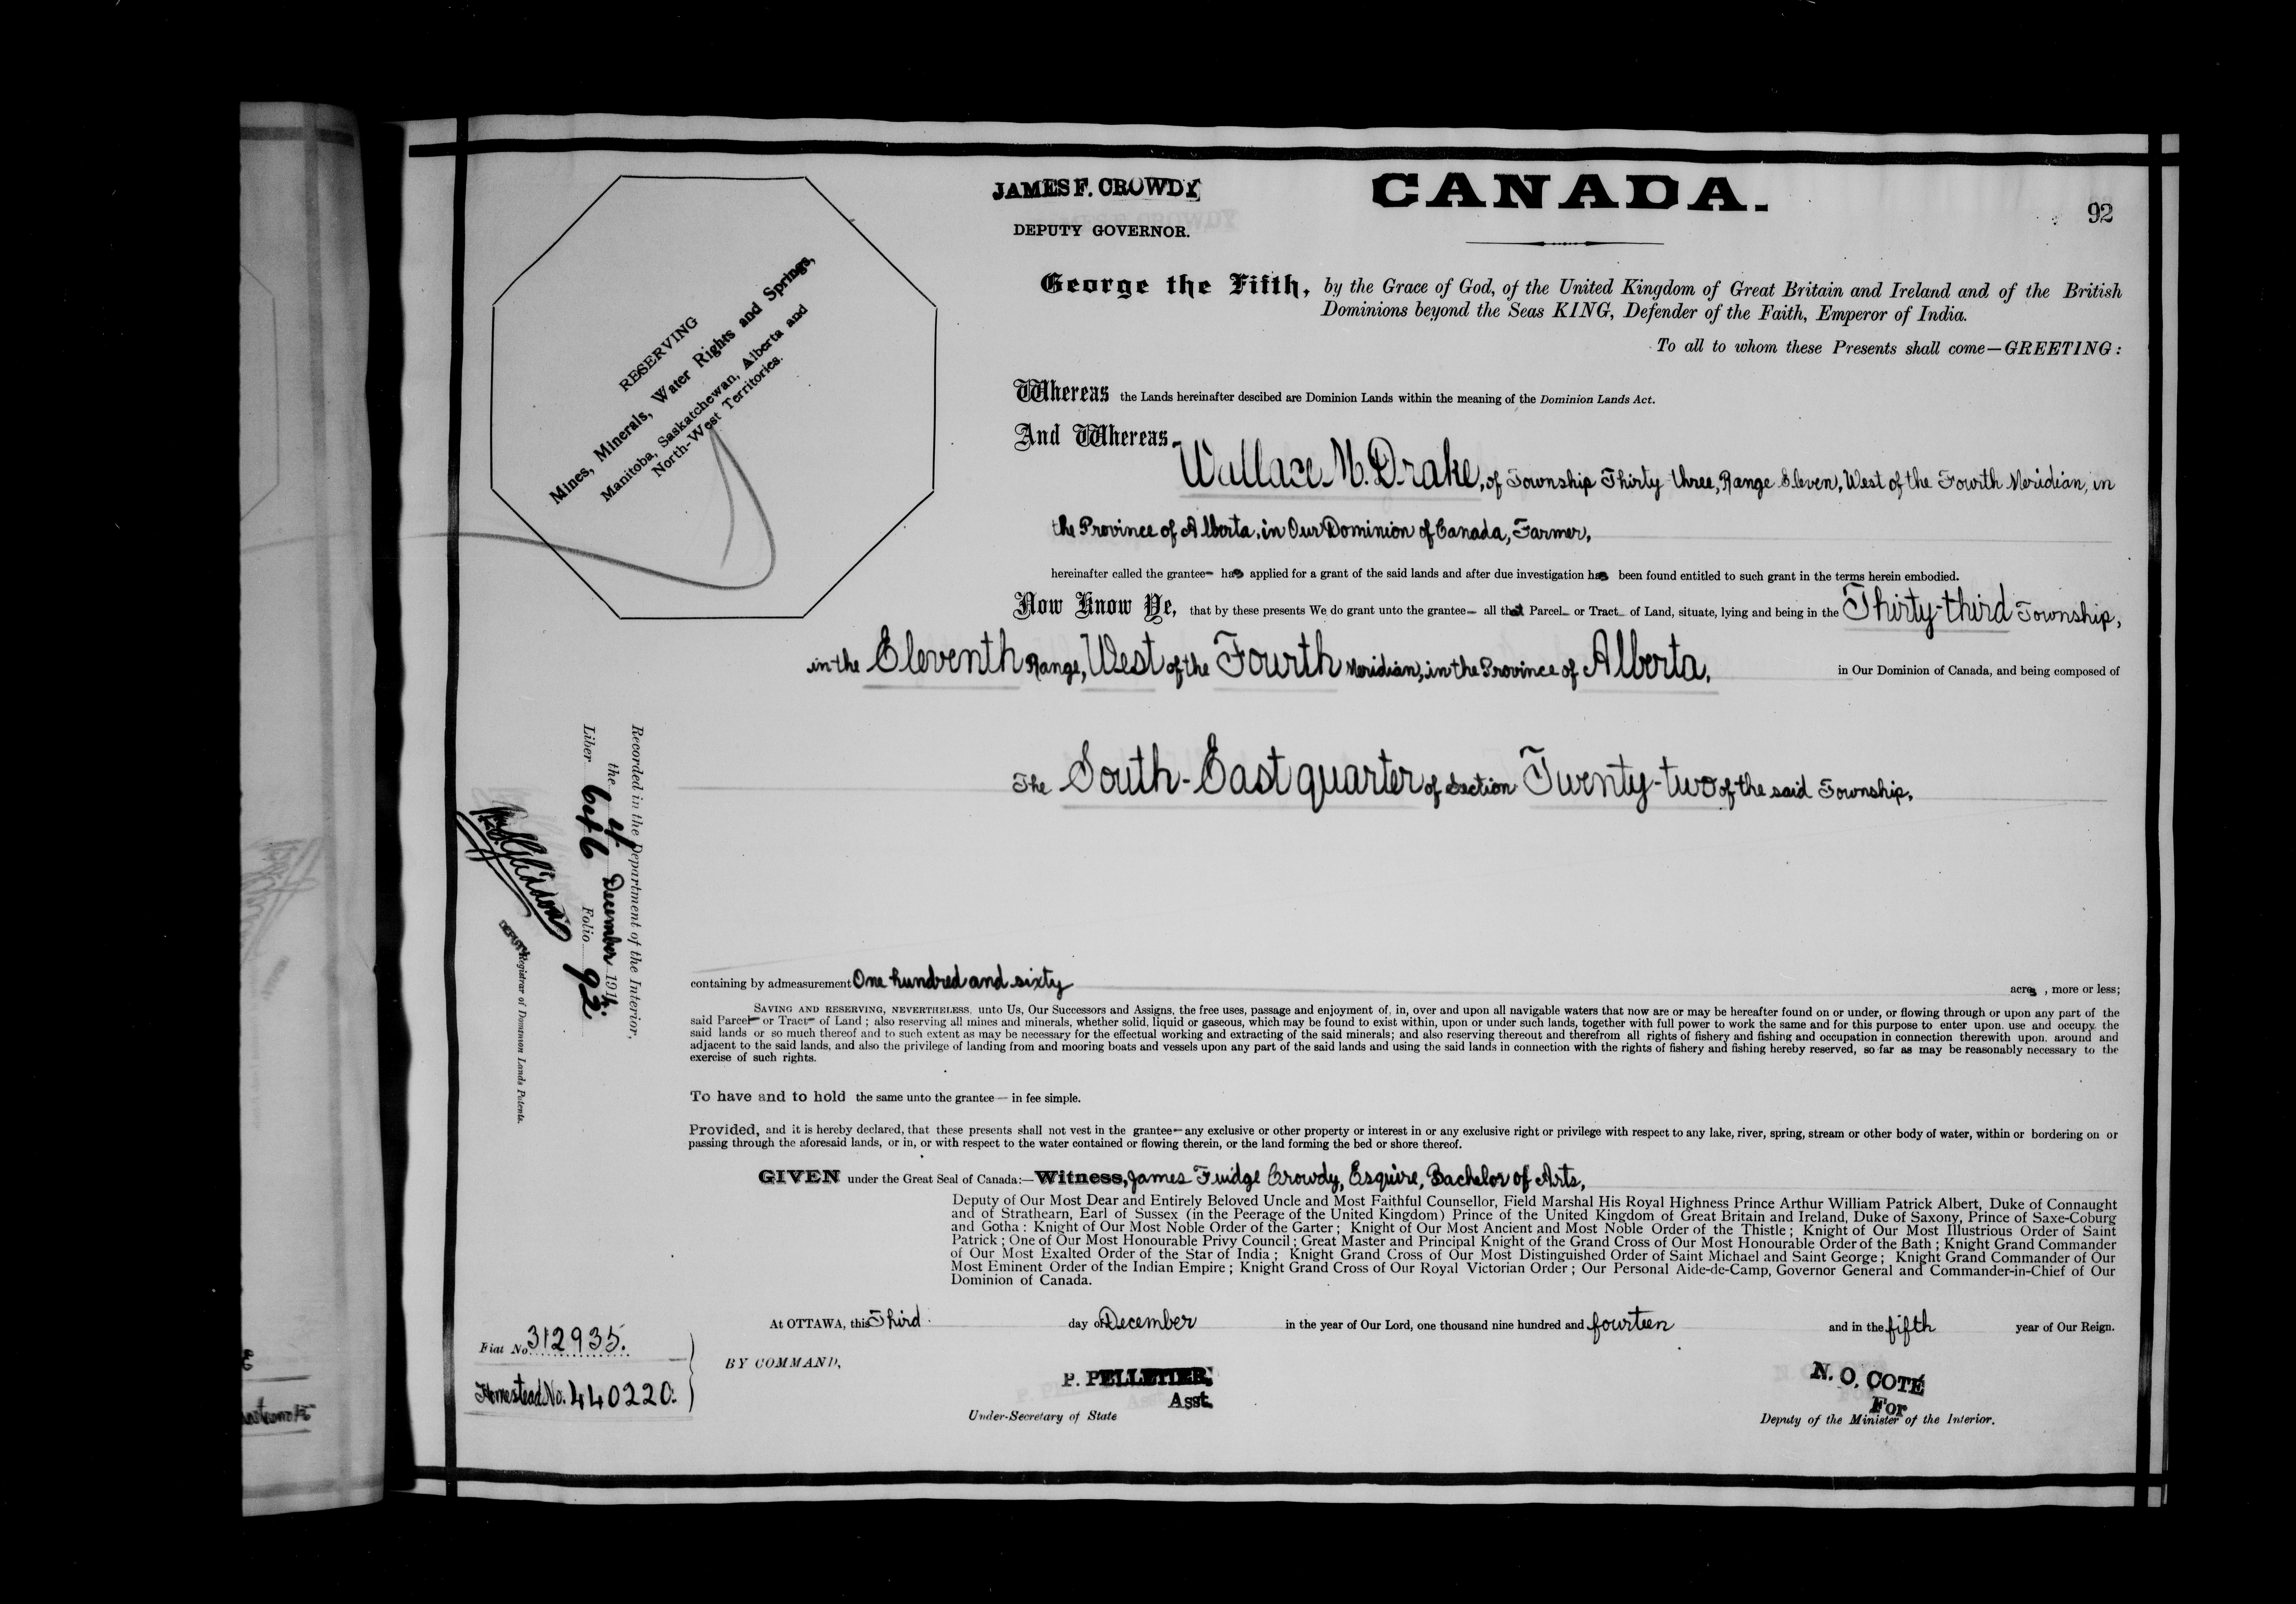 JAMES F. CROWDY
DEPUTY GOVERNOR.
CANADA.
92
RESERVING
Mines, Minerals, Water Rights and Springs,
Manitoba, Saskatchewan, Alberta and
North-West Territories.
George the Fifth, by the Grace of God, of the United Kingdom of Great Britain and Ireland and of the British
Dominions beyond the Seas KING, Defender of the Faith, Emperor of India.
To all to whom these Presents shall come—GREETING:
Whereas the Lands hereinafter descibed are Dominion Lands within the meaning of the Dominion Lands Act.
And Whereas Wallace M. Drake, of Township Thirty three, Range Eleven, West of the Fourth Meridian, in
the Province of Alberta, in Our Dominion of Canada, Farmer,
hereinafter called the grantee has applied for a grant of the said lands and after due investigation has been found entitled to such grant in the terms herein embodied.
Now Know Ye, that by these presents We do grant unto the grantee all that Parcel or Tract of Land, situate, lying and being in the Thirty-third Township,
in the Eleventh Range, West of the Fourth Meridian, in the Province of Alberta, in Our Dominion of Canada, and being composed of
The South-East quarter of Section Twenty-two of the said Township,
Recorded in the Department of the Interior,
the 4 December 1914.
Liber 646 Folio 92.
DEPUTY Registrar of Dominion Lands Patents.
containing by admeasurement One hundred and sixty acres, more or less;
SAVING AND RESERVING, NEVERTHELESS, unto Us, Our Successors and Assigns, the free uses, passage and enjoyment of, in, over and upon all navigable waters that now are or may be hereafter found on or under, or flowing through or upon any part of the
said Parcel or Tract of Land; also reserving all mines and minerals, whether solid, liquid or gaseous, which may be found to exist within, upon or under such lands, together with full power to work the same and for this purpose to enter upon, use and occupy the
said lands or so much thereof and to such extent as may be necessary for the effectual working and extracting of the said minerals; and also reserving thereout and therefrom all rights of fishery and fishing and occupation in connection therewith upon, around and
adjacent to the said lands, and also the privilege of landing from and mooring boats and vessels upon any part of the said lands and using the said lands in connection with the rights of fishery and fishing hereby reserved, so far as may be reasonably necessary to the
exercise of such rights.
To have and to hold the same unto the grantee in fee simple.
Provided, and it is hereby declared, that these presents shall not vest in the grantee any exclusive or other property or interest in or any exclusive right or privilege with respect to any lake, river, spring, stream or other body of water, within or bordering on or
passing through the aforesaid lands, or in, or with respect to the water contained or flowing therein, or the land forming the bed or shore thereof.
GIVEN under the Great Seal of Canada:—Witness, James Fuidge Crowdy, Esquire, Bachelor of Arts,
Deputy of Our Most Dear and Entirely Beloved Uncle and Most Faithful Counsellor, Field Marshal His Royal Highness Prince Arthur William Patrick Albert, Duke of Connaught
and of Strathearn, Earl of Sussex (in the Peerage of the United Kingdom) Prince of the United Kingdom of Great Britain and Ireland, Duke of Saxony, Prince of Saxe-Coburg
and Gotha: Knight of Our Most Noble Order of the Garter; Knight of Our Most Ancient and Most Noble Order of the Thistle; Knight of Our Most Illustrious Order of Saint
Patrick; One of Our Most Honourable Privy Council; Great Master and Principal Knight of the Grand Cross of Our Most Honourable Order of the Bath; Knight Grand Commander
of Our Most Exalted Order of the Star of India; Knight Grand Cross of Our Most Distinguished Order of Saint Michael and Saint George; Knight Grand Commander of Our
Most Eminent Order of the Indian Empire; Knight Grand Cross of Our Royal Victorian Order; Our Personal Aide-de-Camp, Governor General and Commander-in-Chief of Our
Dominion of Canada.
At OTTAWA, this Third day of December in the year of Our Lord, one thousand nine hundred and fourteen and in the fifth year of Our Reign.
Fiat No. 312935.
Homestead No. 440220.
BY COMMAND,
P. PELLETIER,
Asst.
Under-Secretary of State
N. O. COTÉ
For
Deputy of the Minister of the Interior.